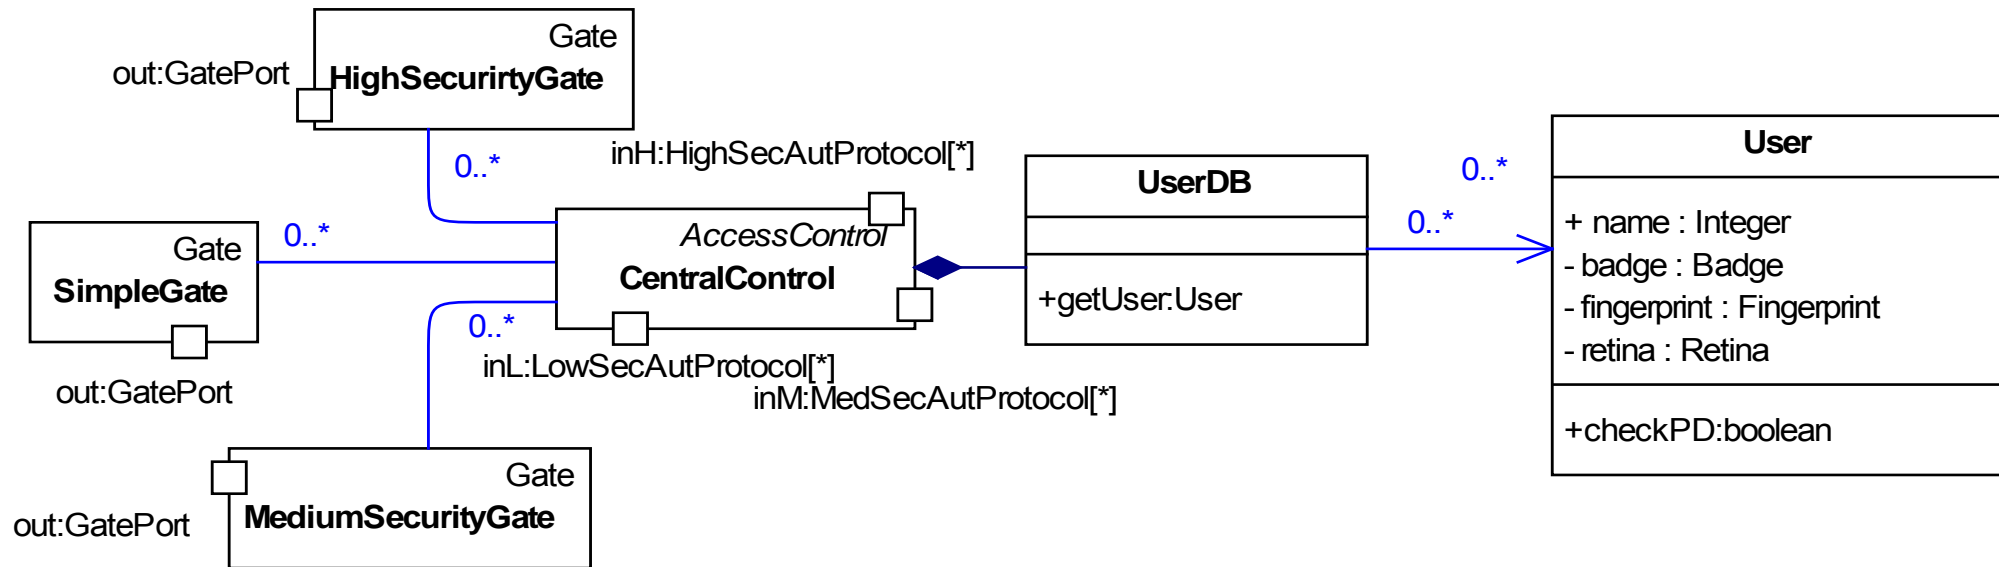 Gate
HighSecurirtyGate
out:GatePort
0..*
inH:HighSecAutProtocol[*]
Gate
SimpleGate
out:GatePort
0..*
AccessControl
CentralControl
inL:LowSecAutProtocol[*]
inM:MedSecAutProtocol[*]
0..*
Gate
MediumSecurityGate
out:GatePort
UserDB
+getUser:User
0..*
0..*
User
+ name : Integer
- badge : Badge
- fingerprint : Fingerprint
- retina : Retina
+checkPD:boolean